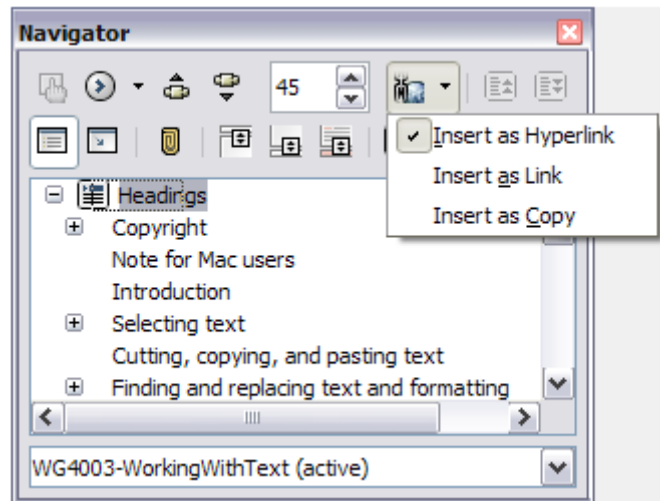 Navigator
45
Insert as Hyperlink
Insert as Link
Insert as Copy
Headings
Copyright
Note for Mac users
Introduction
Selecting text
Cutting, copying, and pasting text
Finding and replacing text and formatting
WG4003-WorkingWithText (active)